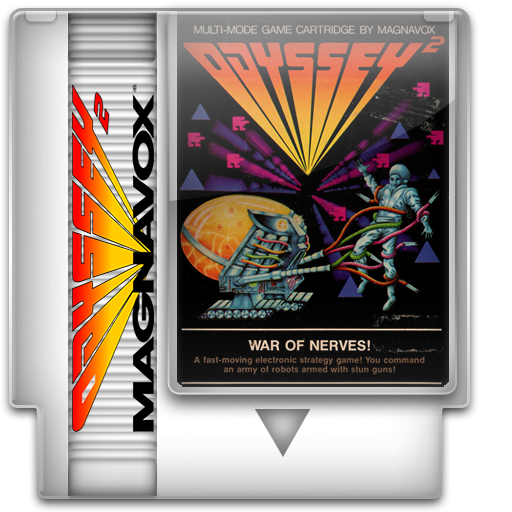 MULTI-MODE GAME CARTRIDGE BY MAGNAVOX
ODYSSEY²
WAR OF NERVES!
A fast-moving electronic strategy game! You command
an army of robots armed with stun guns!
ODYSSEY²
MAGNAVOX